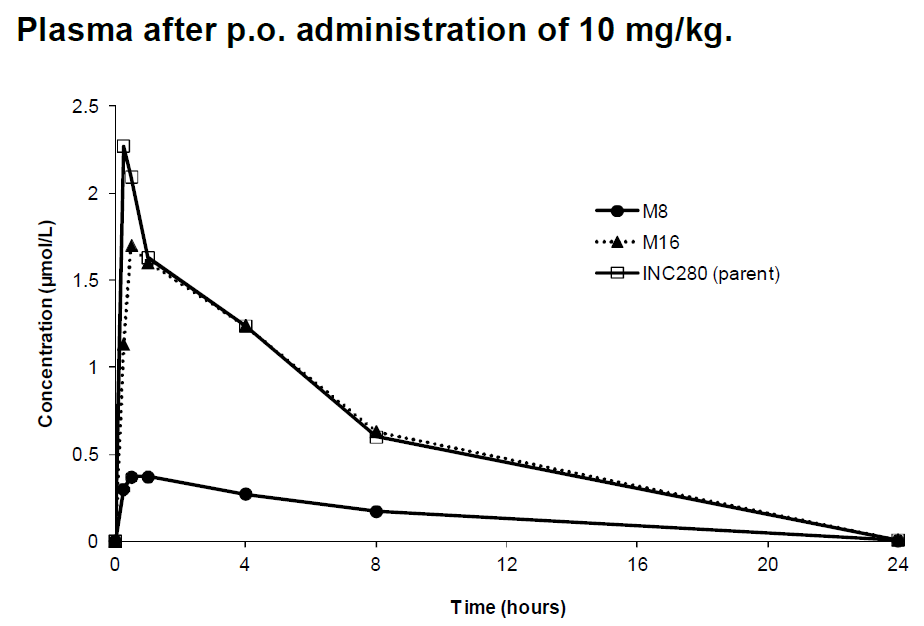 Plasma after p.o. administration of 10 mg/kg.
2.5
2
1.5
1
0.5
0
Concentration (µmol/L)
M8
M16
INC280 (parent)
0 4 8 12 16 20 24
Time (hours)